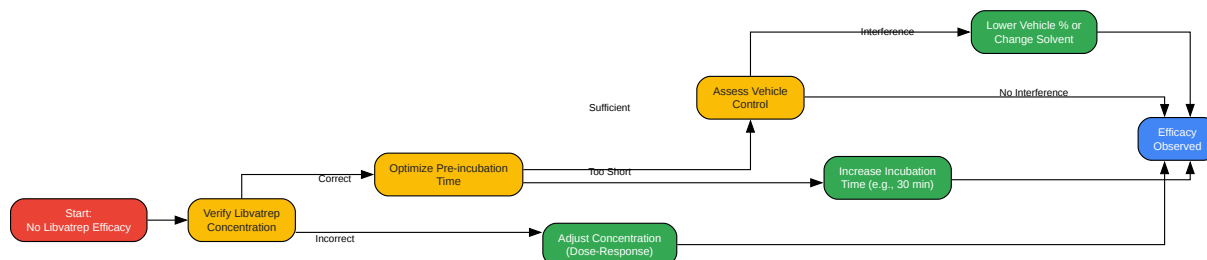 Lower Vehicle % or
Change Solvent
Interference
Assess Vehicle
Control
No Interference
Sufficient
Efficacy
Observed
Optimize Pre-incubation
Time
Correct
Too Short
Increase Incubation
Time (e.g., 30 min)
Start:
No Libvatrep Efficacy
Verify Libvatrep
Concentration
Incorrect
Adjust Concentration
(Dose-Response)